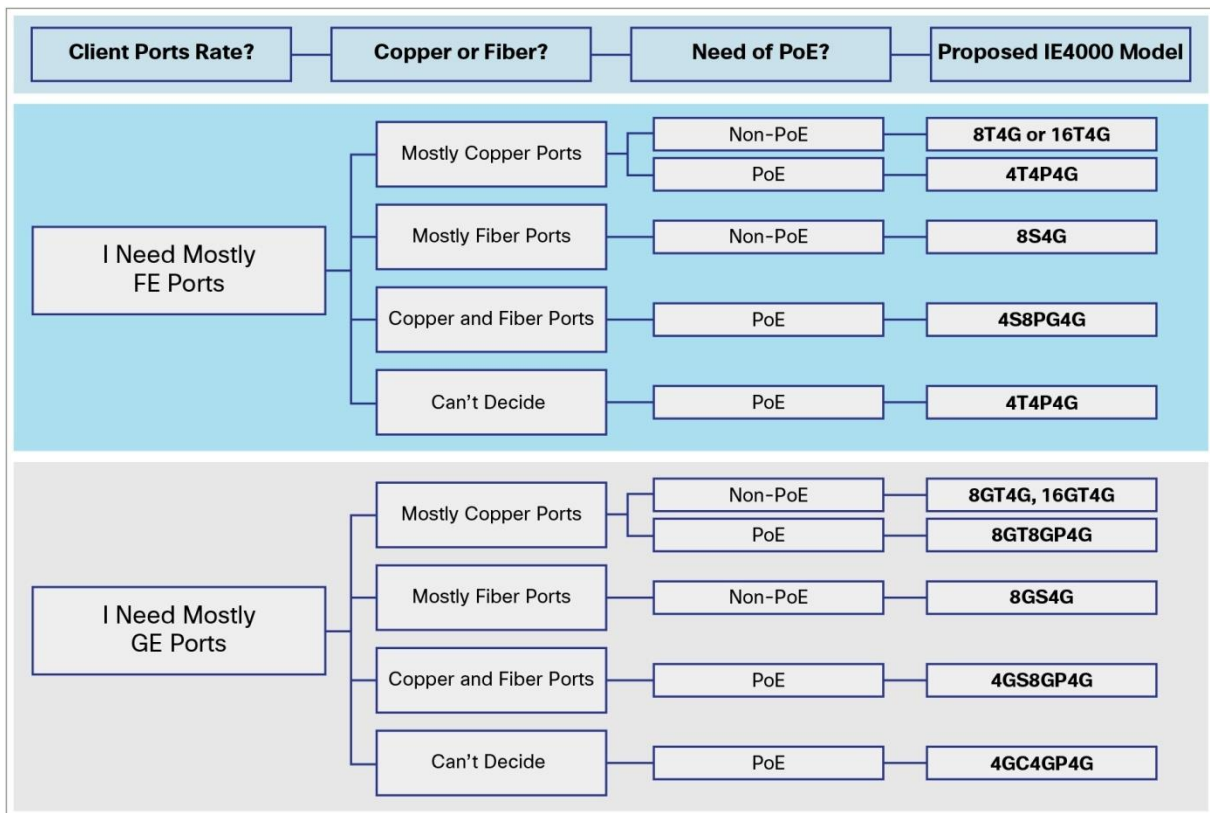 Client Ports Rate?
Copper or Fiber?
Need of PoE?
Proposed IE4000 Model
I Need Mostly
FE Ports
Mostly Copper Ports
Non-PoE
8T4G or 16T4G
PoE
4T4P4G
Mostly Fiber Ports
Non-PoE
8S4G
Copper and Fiber Ports
PoE
4S8PG4G
Can’t Decide
PoE
4T4P4G
I Need Mostly
GE Ports
Mostly Copper Ports
Non-PoE
8GT4G, 16GT4G
PoE
8GT8GP4G
Mostly Fiber Ports
Non-PoE
8GS4G
Copper and Fiber Ports
PoE
4GS8GP4G
Can’t Decide
PoE
4GC4GP4G